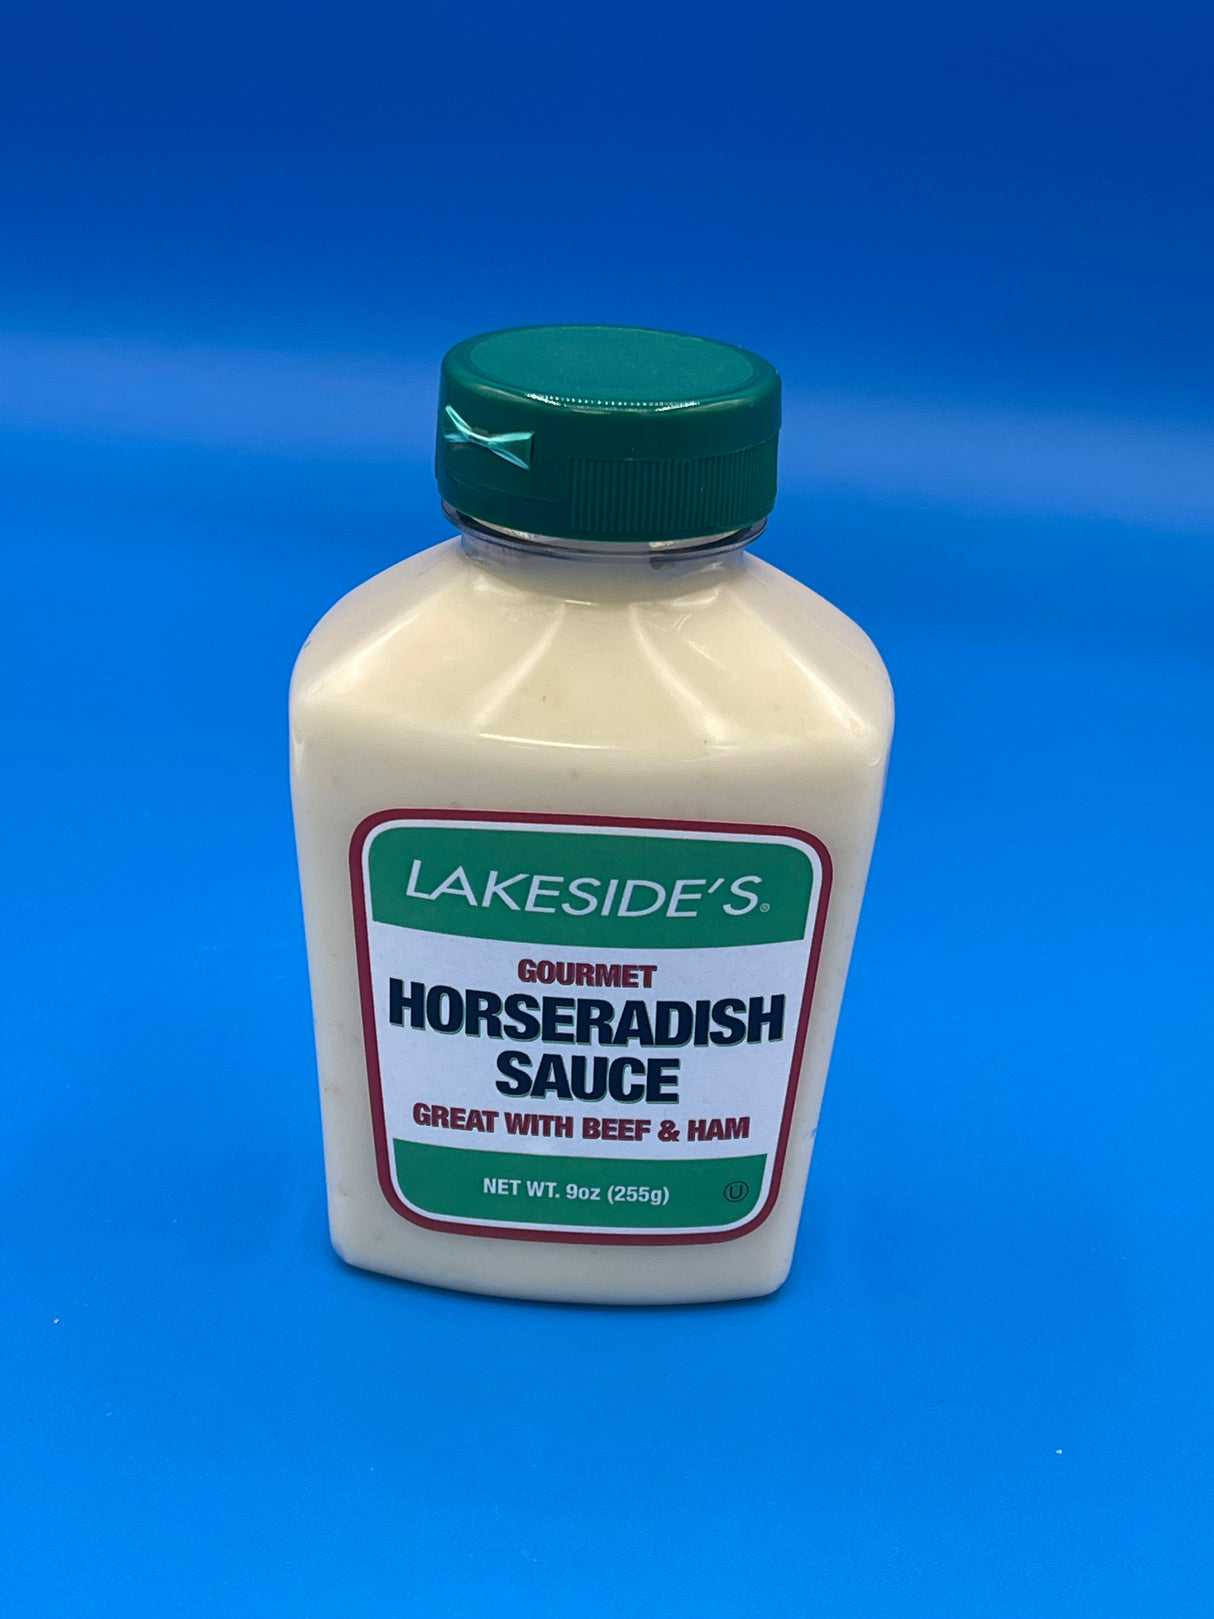 LAKESIDE'S®
GOURMET
HORSERADISH
SAUCE
GREAT WITH BEEF & HAM
NET WT. 9oz (255g)
U